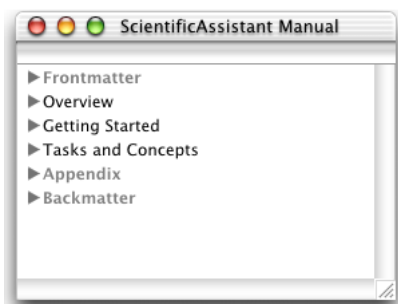 ScientificAssistant Manual
Frontmatter
Overview
Getting Started
Tasks and Concepts
Appendix
Backmatter